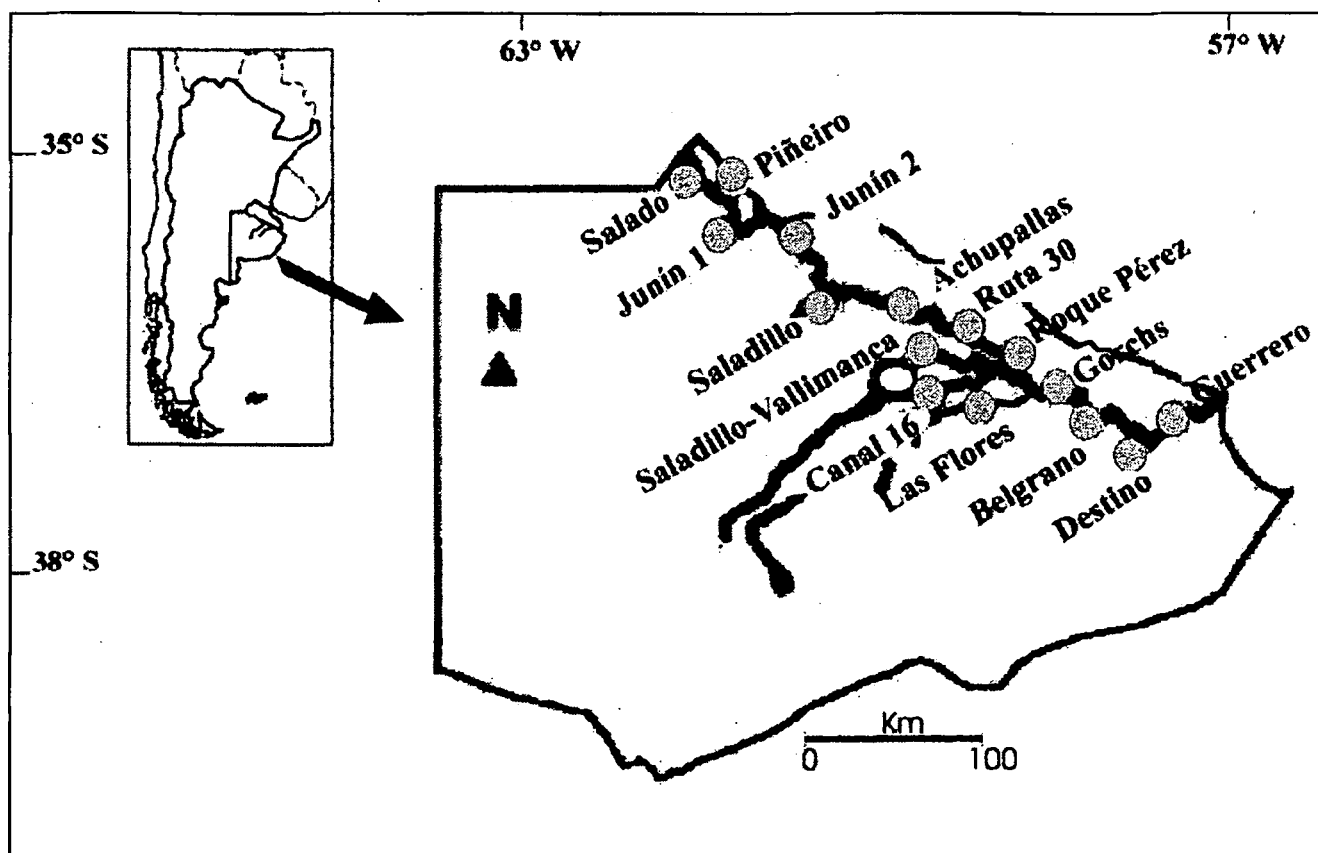 63° W
57° W
35° S
38° S
N
Piñeiro
Salado
Junín 2
Junín 1
Achupallas
Ruta 30
Saladillo
Roque Pérez
Saladillo-Vallimanca
Gorchs
Guerrero
Canal 16
Las Flores
Belgrano
Destino
Km
0 100